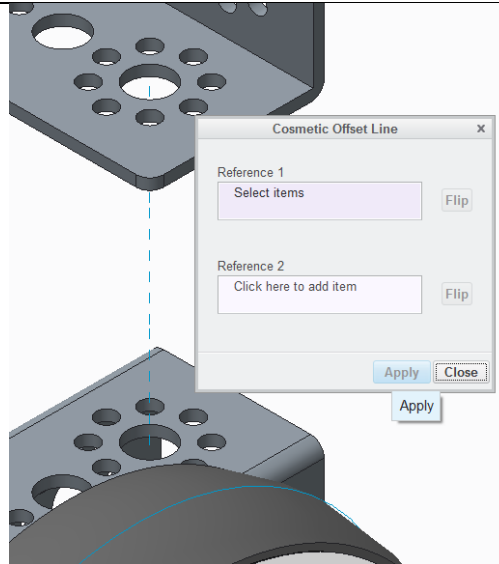 Cosmetic Offset Line x
Reference 1
Select items
Flip
Reference 2
Click here to add item
Flip
Apply Close
Apply